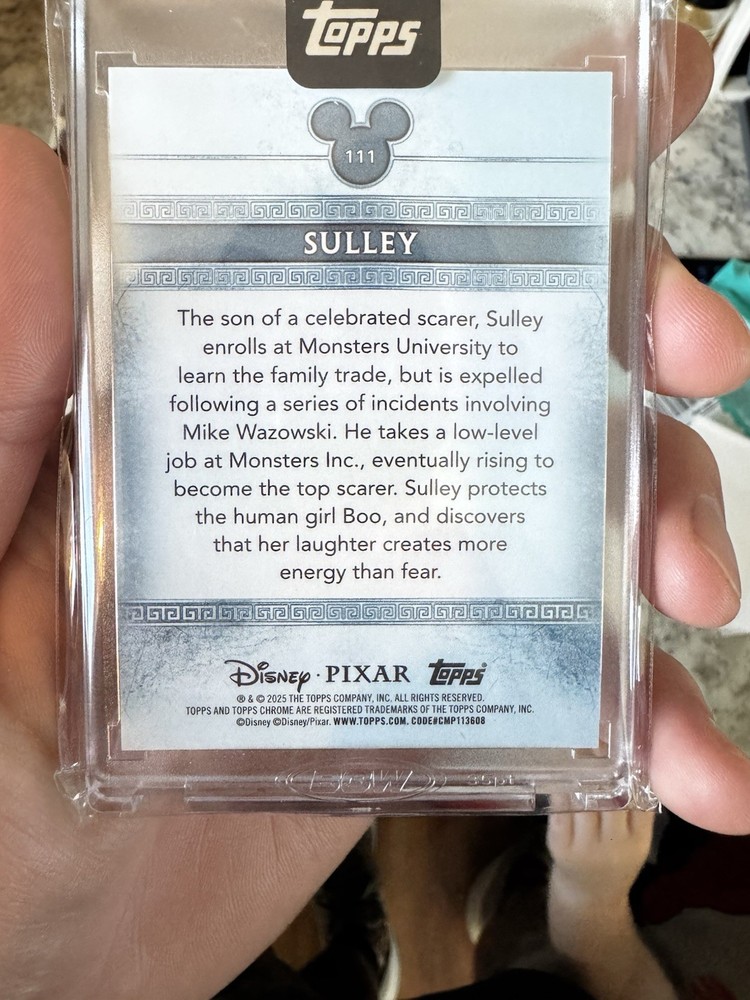 Topps
111
SULLEY
The son of a celebrated scarer, Sulley
enrolls at Monsters University to
learn the family trade, but is expelled
following a series of incidents involving
Mike Wazowski. He takes a low-level
job at Monsters Inc., eventually rising to
become the top scarer. Sulley protects
the human girl Boo, and discovers
that her laughter creates more
energy than fear.
Disney · PIXAR Topps
® & © 2025 THE TOPPS COMPANY, INC. ALL RIGHTS RESERVED.
TOPPS AND TOPPS CHROME ARE REGISTERED TRADEMARKS OF THE TOPPS COMPANY, INC.
©Disney ©Disney/Pixar. WWW.TOPPS.COM. CODE#CMP113608
35pt